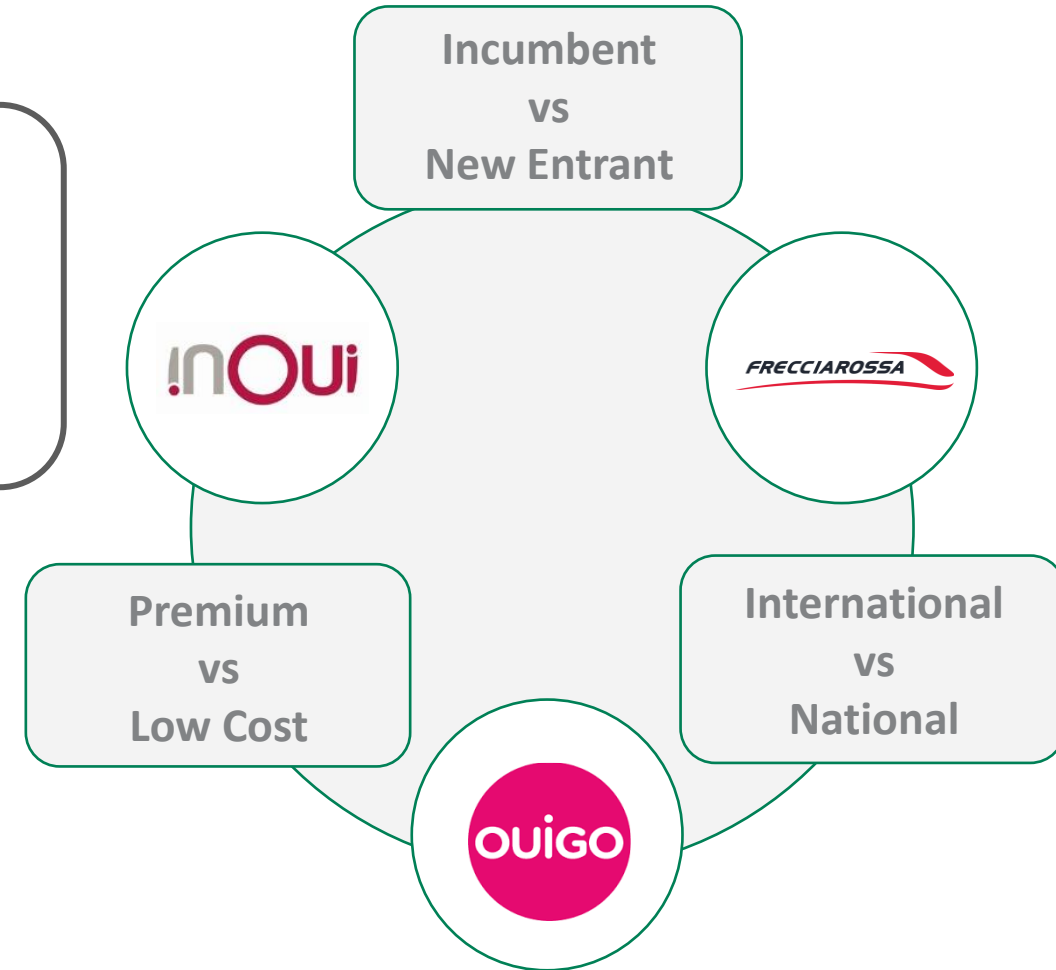 Incumbent
vs
New Entrant
inOui
FRECCIAROSSA
Premium
vs
Low Cost
International
vs
National
OUIGO